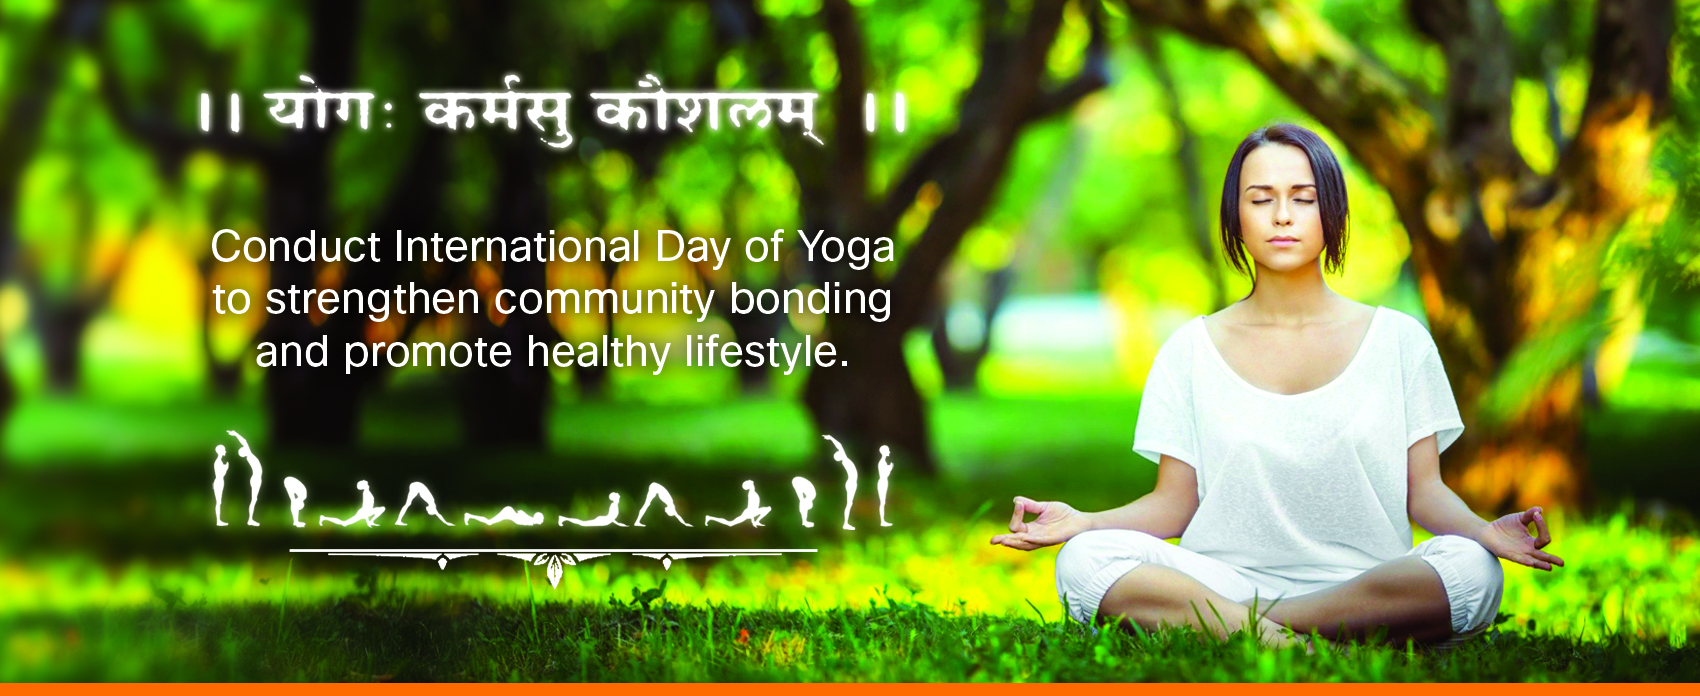 ।। योगः कर्मसु कौशलम् ।।
Conduct International Day of Yoga
to strengthen community bonding
and promote healthy lifestyle.